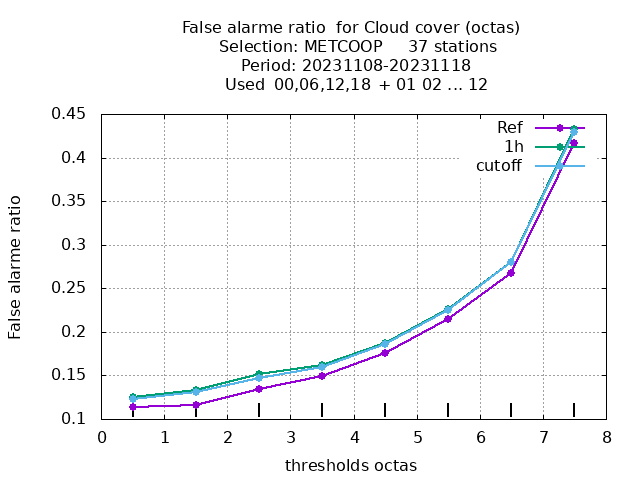 False alarme ratio  for Cloud cover (octas)
Selection: METCOOP     37 stations
Period: 20231108-20231118
Used  00,06,12,18 + 01 02 ... 12
Ref
1h
cutoff
0.45
0.4
0.35
0.3
0.25
0.2
0.15
0.1
False alarme ratio
0 1 2 3 4 5 6 7 8
thresholds octas